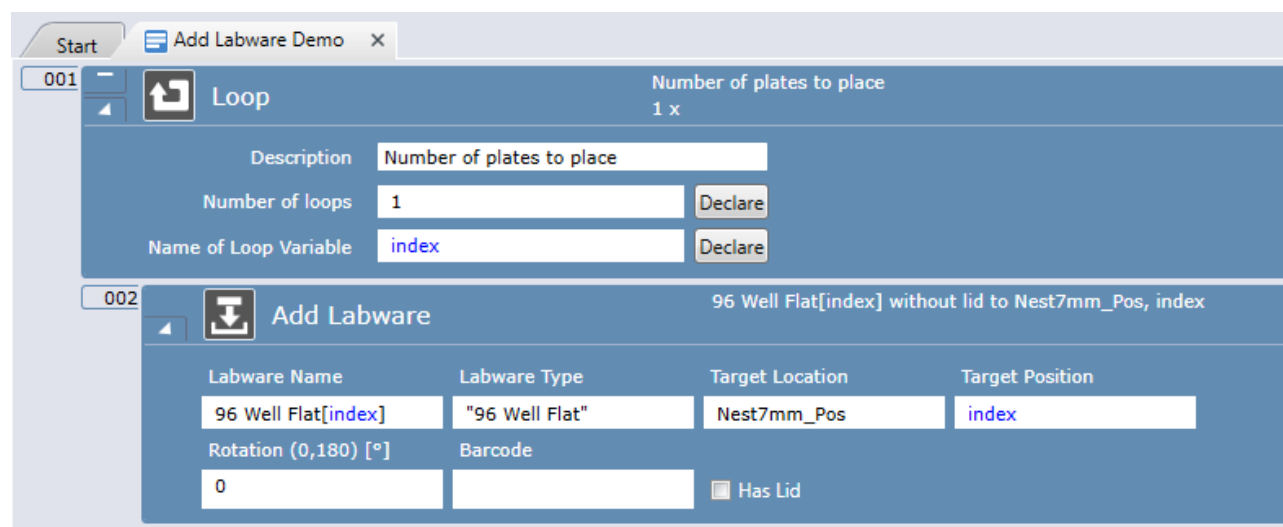 Start
Add Labware Demo ×
001
Loop
Number of plates to place
1 x
Description Number of plates to place
Number of loops 1 Declare
Name of Loop Variable index Declare
002
Add Labware
96 Well Flat[index] without lid to Nest7mm_Pos, index
Labware Name Labware Type Target Location Target Position
96 Well Flat[index] "96 Well Flat" Nest7mm_Pos index
Rotation (0,180) [°] Barcode
0 Has Lid